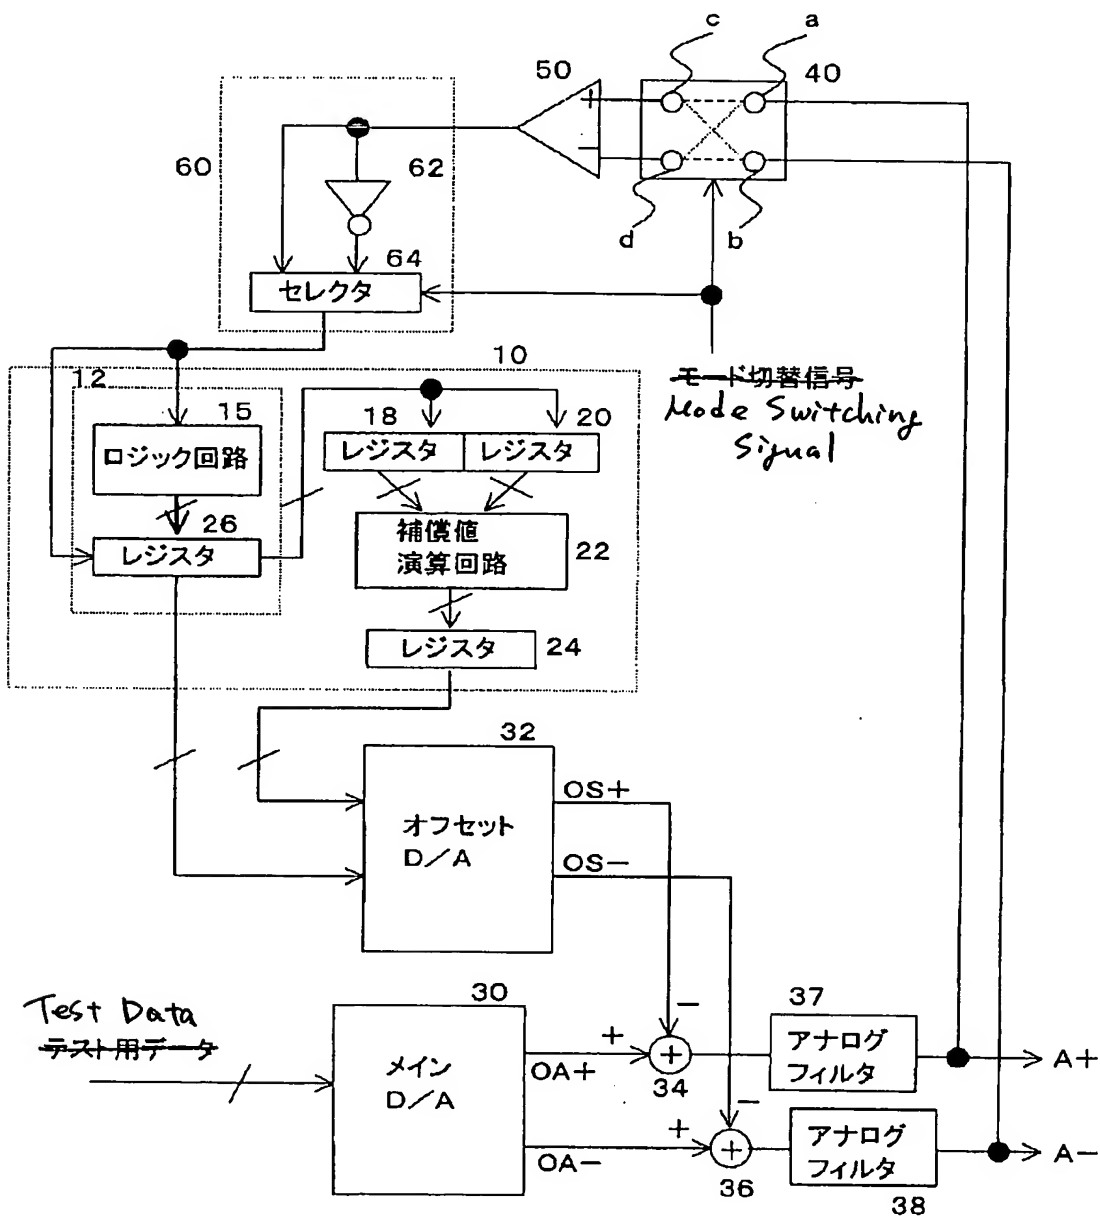 c
a
50
40
+
−
60
62
64
セレクタ
d
b
10
12
15
ロジック回路
18
20
レジスタ
レジスタ
モード切替信号
Mode Switching
Signal
26
レジスタ
補償値
演算回路
22
レジスタ
24
32
オフセット
D/A
OS+
OS−
Test Data
テスト用データ
30
メイン
D/A
OA+
OA−
+
−
+
34
+
−
+
36
37
アナログ
フィルタ
A+
アナログ
フィルタ
38
A−